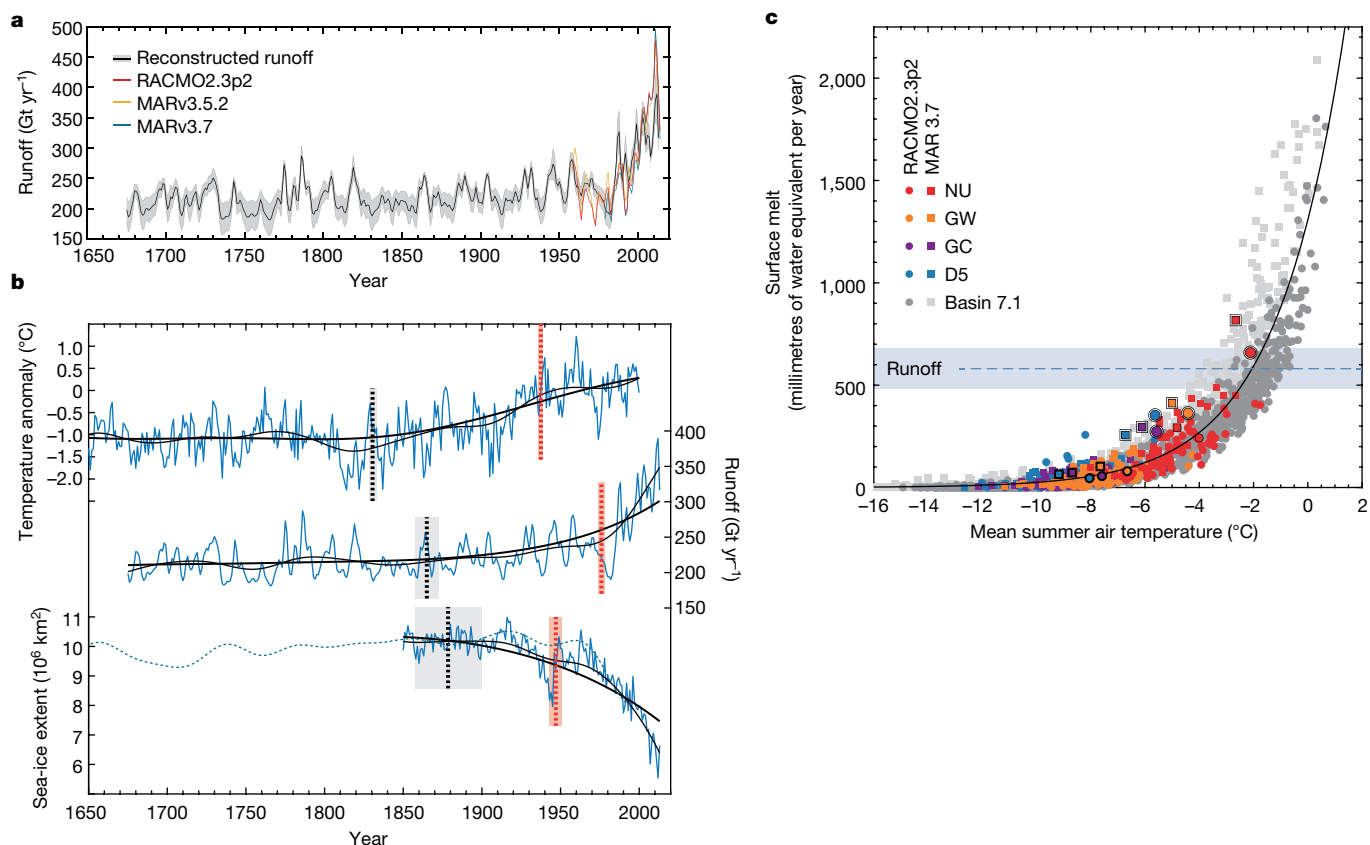 a
500
450
400
350
300
250
200
150
Runoff (Gt yr⁻¹)
Reconstructed runoff
RACMO2.3p2
MARv3.5.2
MARv3.7
1650 1700 1750 1800 1850 1900 1950 2000
Year
b
Temperature anomaly (°C)
1.0
0.5
0
−0.5
−1.0
−1.5
−2.0
400
350
300
250
200
150
Runoff (Gt yr⁻¹)
Sea-ice extent (10⁶ km²)
11
10
9
8
7
6
1650 1700 1750 1800 1850 1900 1950 2000
Year
c
Surface melt
(millimetres of water equivalent per year)
2,000
1,500
1,000
500
0
RACMO2.3p2
MAR 3.7
NU
GW
GC
D5
Basin 7.1
Runoff
−16 −14 −12 −10 −8 −6 −4 −2 0 2
Mean summer air temperature (°C)